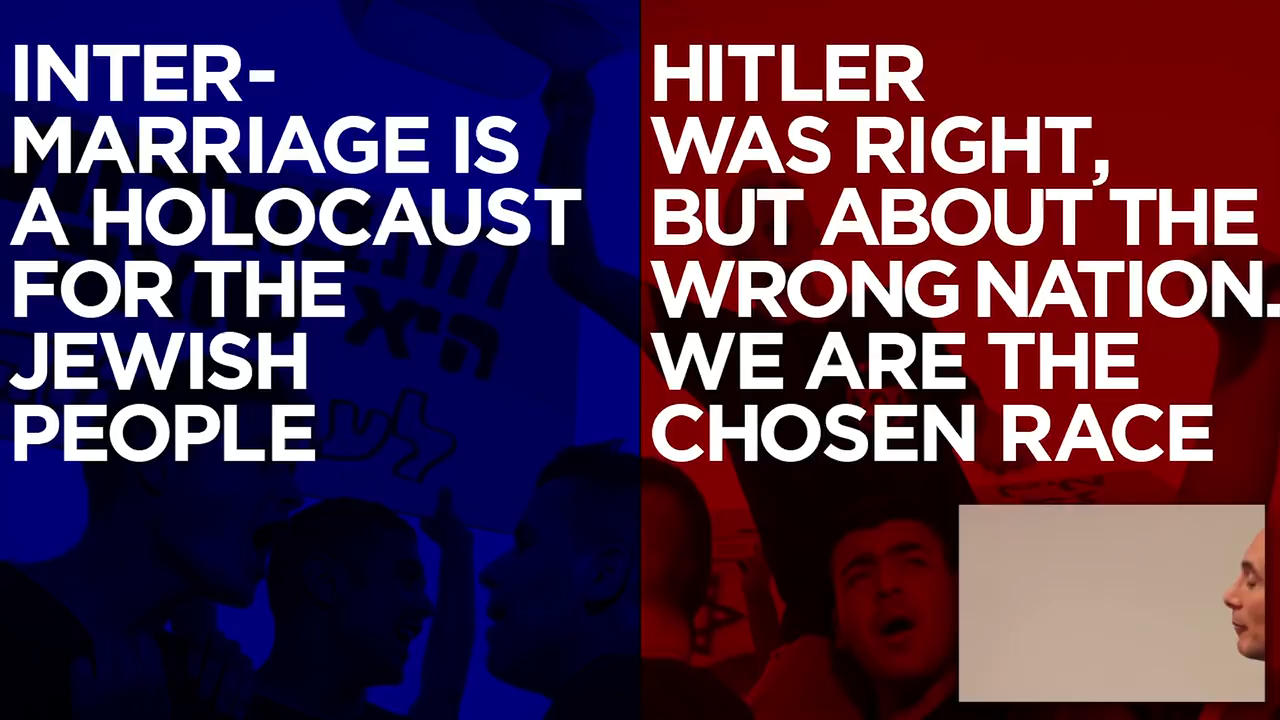 INTER-
MARRIAGE IS
A HOLOCAUST
FOR THE
JEWISH
PEOPLE
HITLER
WAS RIGHT,
BUT ABOUT THE
WRONG NATION.
WE ARE THE
CHOSEN RACE
היא